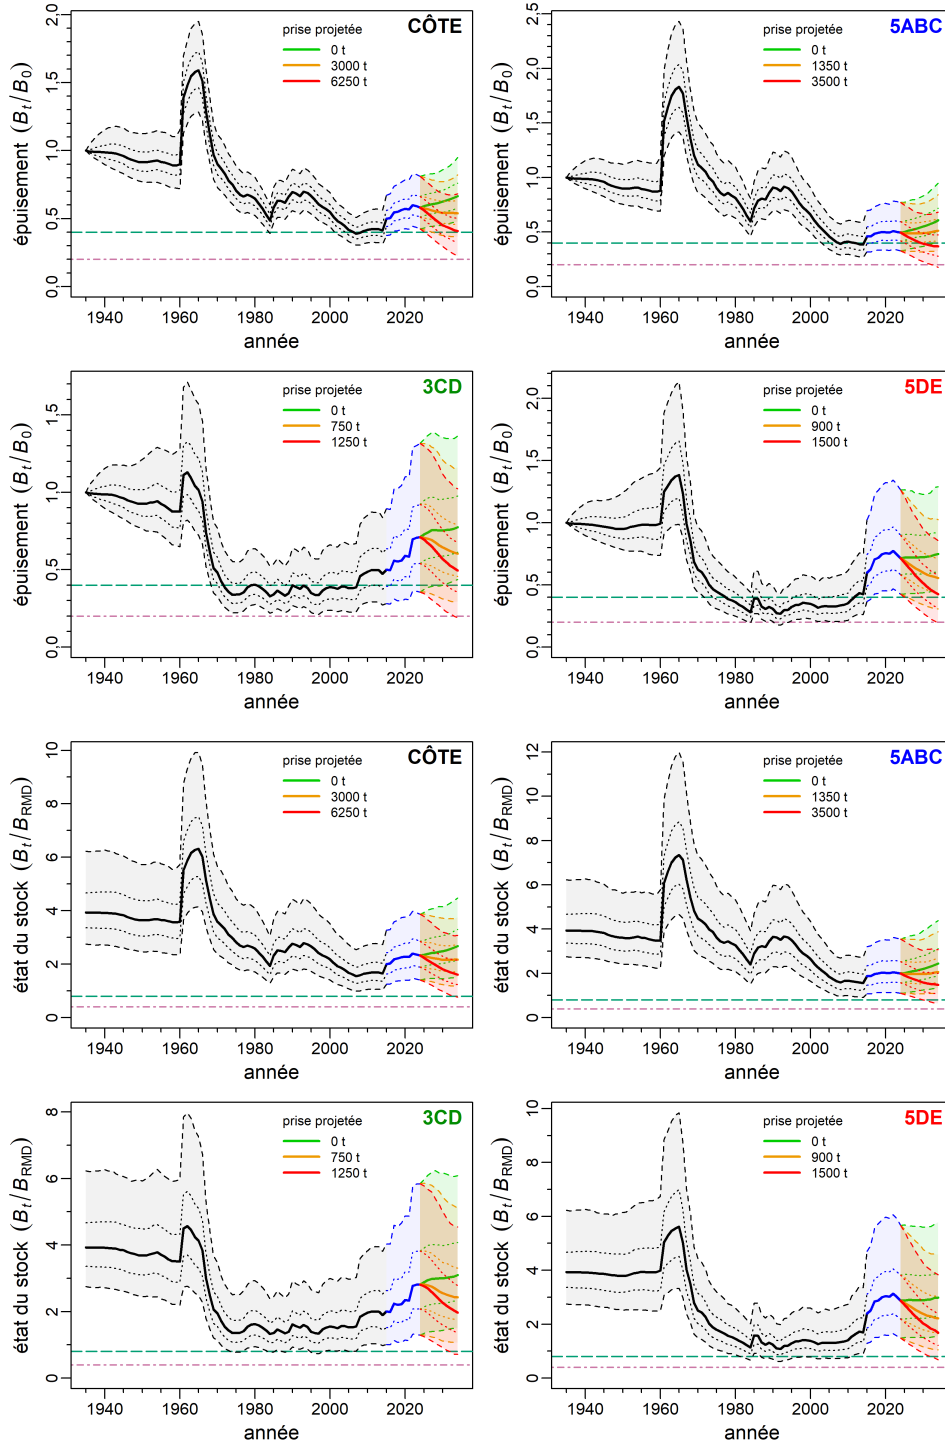 CÔTE
prise projetée
0 t
3000 t
6250 t
épuisement (Bt/B0)
0,
0,5
1,0
1,5
2,0
1940 1960 1980 2000 2020
année
5ABC
prise projetée
0 t
1350 t
3500 t
épuisement (Bt/B0)
0,
0,5
1,0
1,5
2,0
2,5
1940 1960 1980 2000 2020
année
3CD
prise projetée
0 t
750 t
1250 t
épuisement (Bt/B0)
0,
0,5
1,0
1,5
1940 1960 1980 2000 2020
année
5DE
prise projetée
0 t
900 t
1500 t
épuisement (Bt/B0)
0,
0,5
1,0
1,5
2,0
1940 1960 1980 2000 2020
année
CÔTE
prise projetée
0 t
3000 t
6250 t
état du stock (Bt/BRMD)
0
2
4
6
8
10
1940 1960 1980 2000 2020
année
5ABC
prise projetée
0 t
1350 t
3500 t
état du stock (Bt/BRMD)
0
2
4
6
8
10
12
1940 1960 1980 2000 2020
année
3CD
prise projetée
0 t
750 t
1250 t
état du stock (Bt/BRMD)
0
2
4
6
8
1940 1960 1980 2000 2020
année
5DE
prise projetée
0 t
900 t
1500 t
état du stock (Bt/BRMD)
0
2
4
6
8
10
1940 1960 1980 2000 2020
année